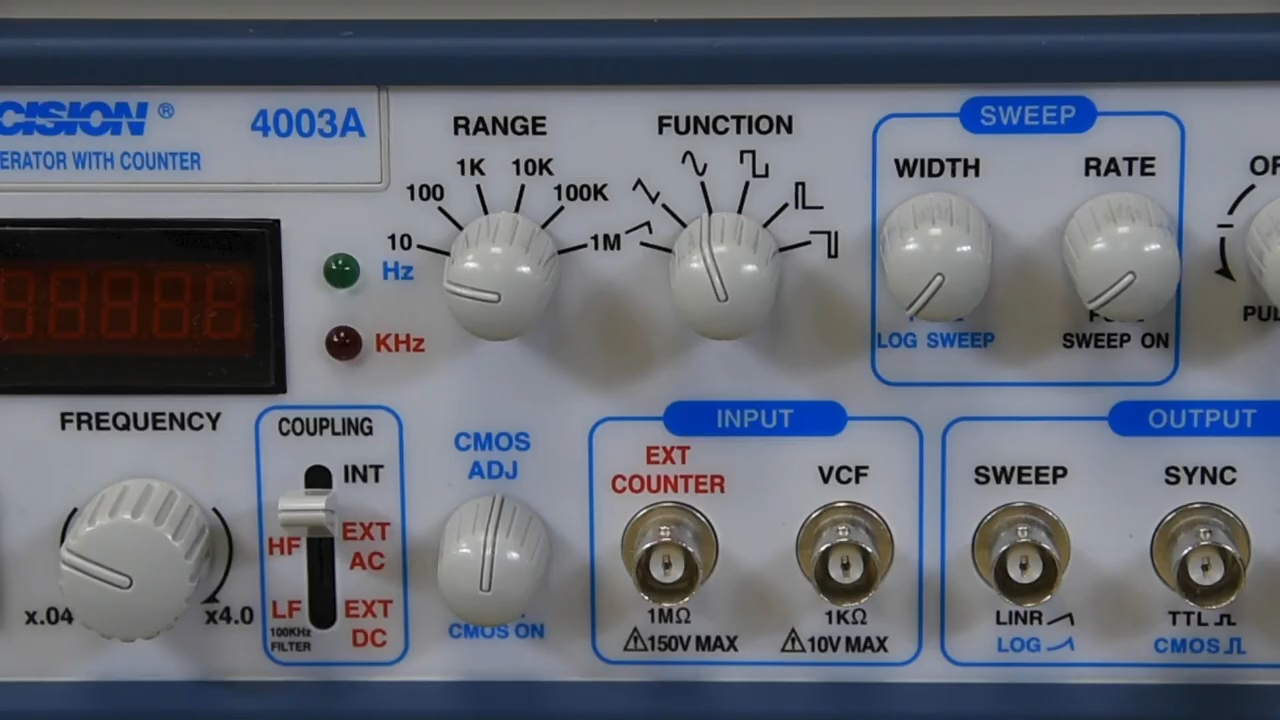 CISION ® 4003A
ERATOR WITH COUNTER
RANGE
10
100
1K
10K
100K
1M
Hz
KHz
FUNCTION
SWEEP
WIDTH
LOG SWEEP
RATE
SWEEP ON
OF
PUL
FREQUENCY
x.04
x4.0
COUPLING
INT
EXT
AC
HF
LF
EXT
DC
100KHz
FILTER
CMOS
ADJ
CMOS ON
INPUT
EXT
COUNTER
1MΩ
150V MAX
VCF
1KΩ
10V MAX
OUTPUT
SWEEP
LINR
LOG
SYNC
TTL
CMOS